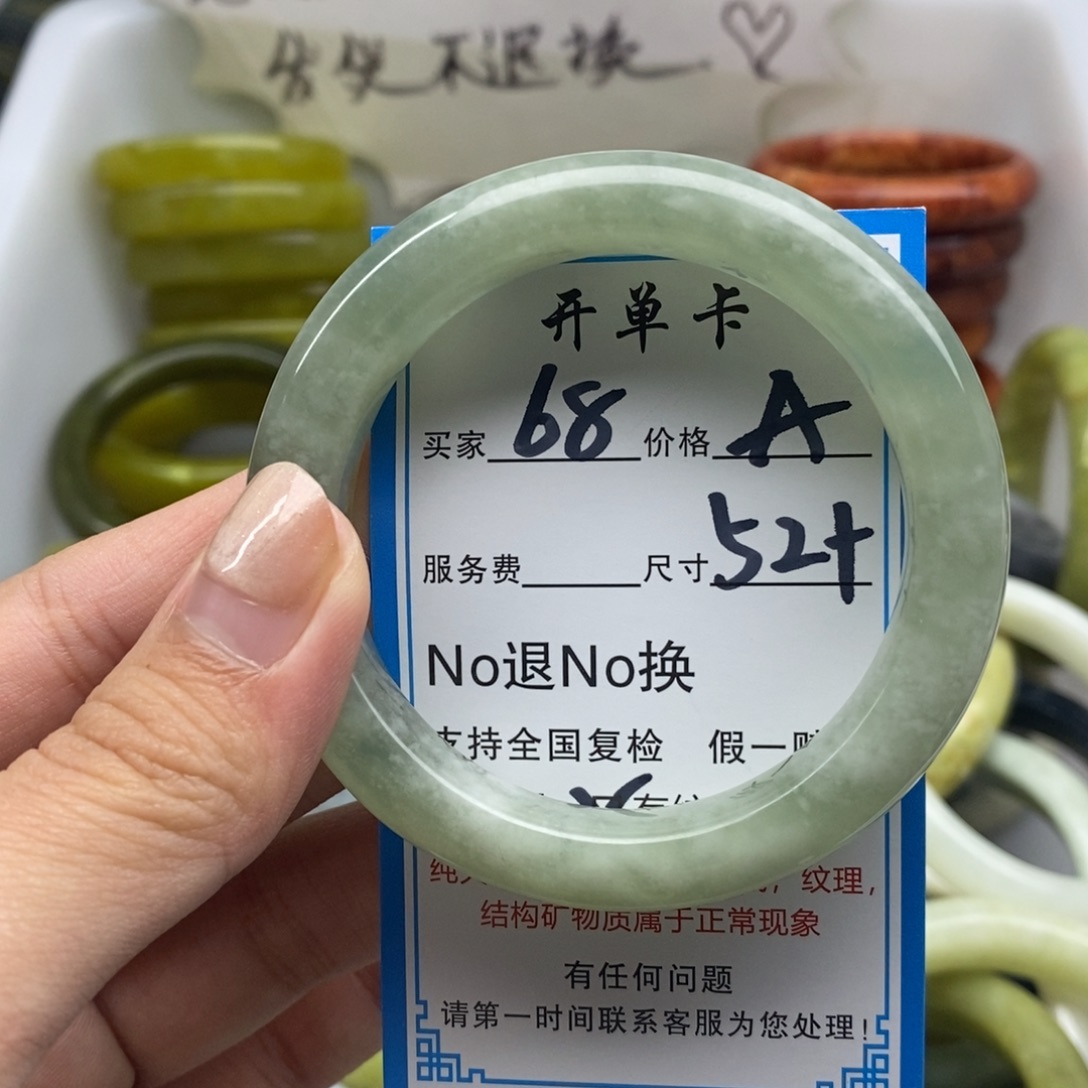 不退换
开单卡
买家 68 价格 A
服务费 尺寸 52+
No退No换
支持全国复检 假一
纹理，
结构矿物质属于正常现象
有任何问题
请第一时间联系客服为您处理！